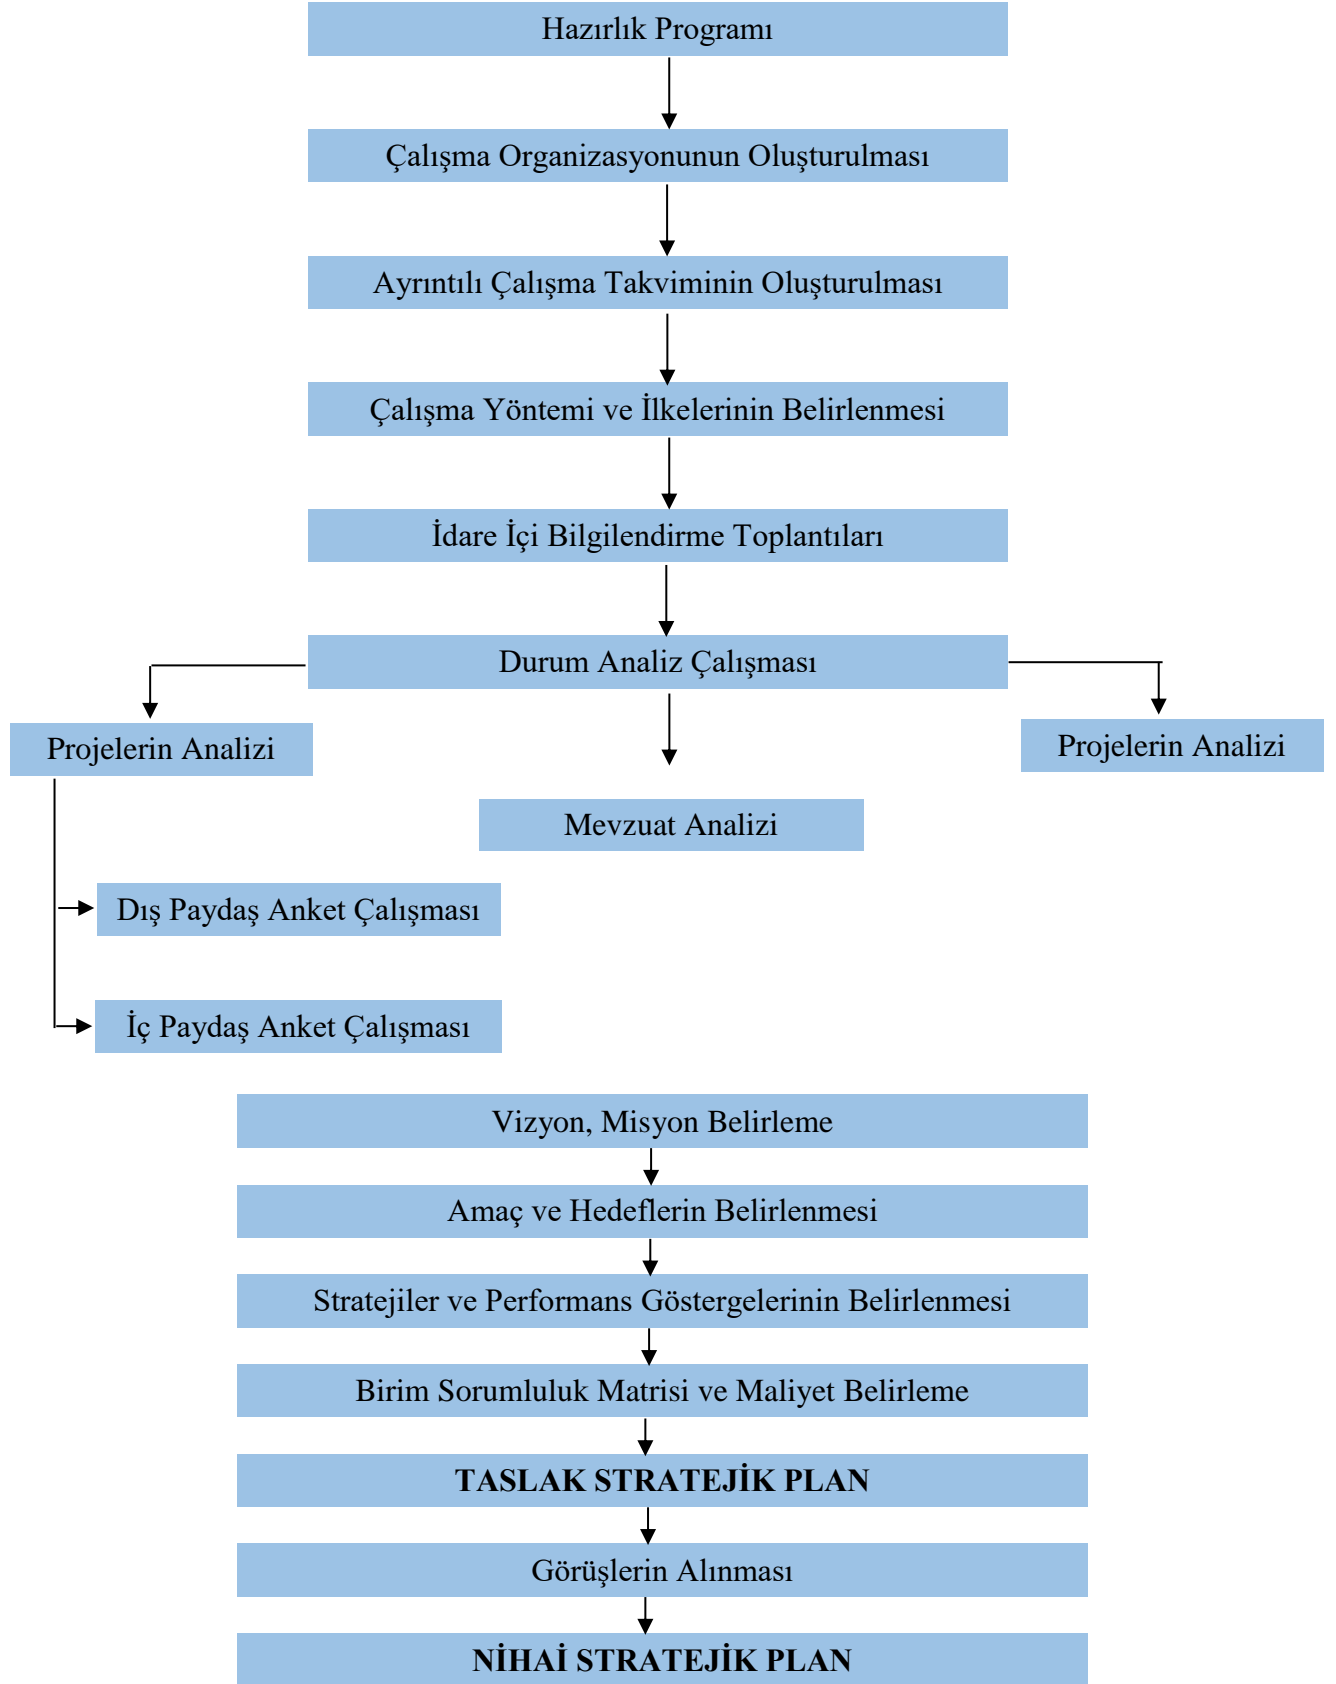 Hazırlık Programı
Çalışma Organizasyonunun Oluşturulması
Ayrıntılı Çalışma Takviminin Oluşturulması
Çalışma Yöntemi ve İlkelerinin Belirlenmesi
İdare İçi Bilgilendirme Toplantıları
Durum Analiz Çalışması
Projelerin Analizi
Projelerin Analizi
Mevzuat Analizi
Dış Paydaş Anket Çalışması
İç Paydaş Anket Çalışması
Vizyon, Misyon Belirleme
Amaç ve Hedeflerin Belirlenmesi
Stratejiler ve Performans Göstergelerinin Belirlenmesi
Birim Sorumluluk Matrisi ve Maliyet Belirleme
TASLAK STRATEJİK PLAN
Görüşlerin Alınması
NİHAİ STRATEJİK PLAN